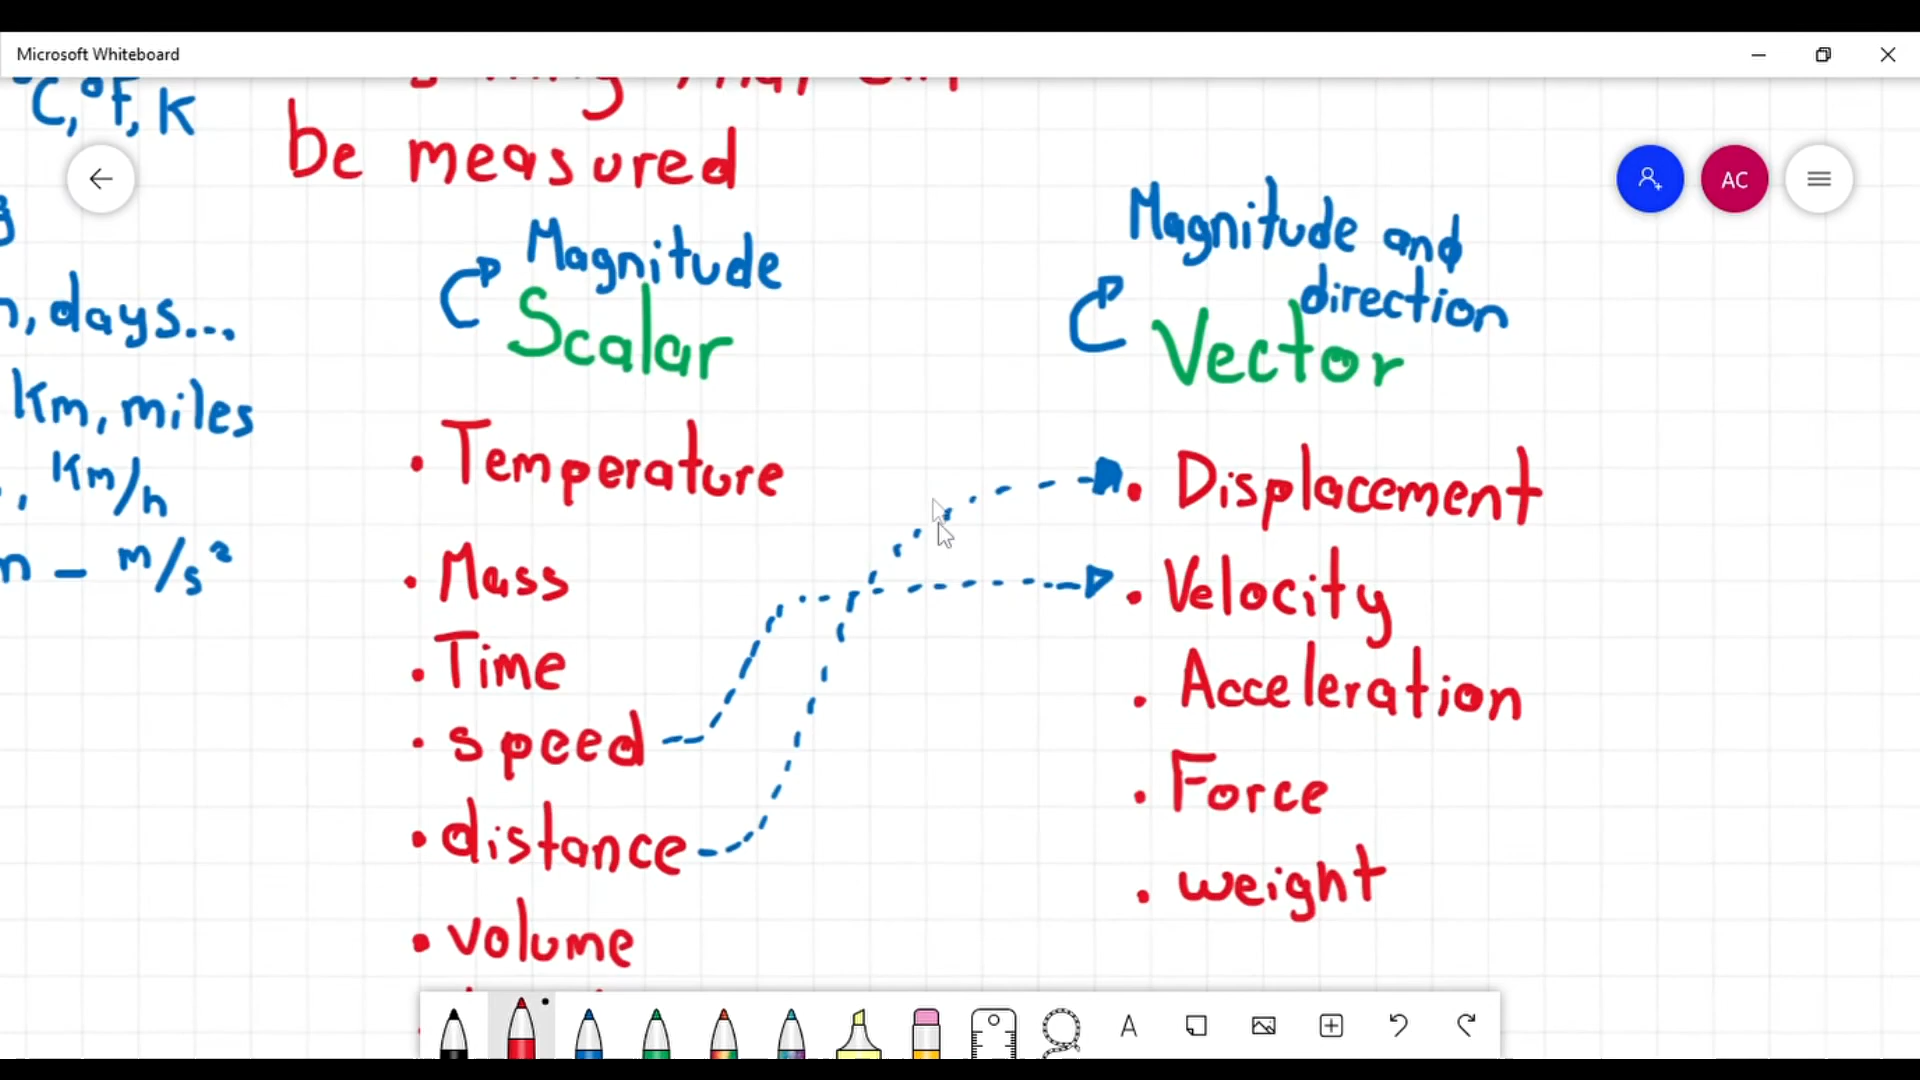 Microsoft Whiteboard
°C, °F, K
be measured
AC
Magnitude
Magnitude and
direction
Scalar
Vector
, days...
Km, miles
, Km/h
- m/s²
• Temperature
• Displacement
• Mass
• Velocity
• Time
• Acceleration
• speed
• Force
• distance
• weight
• volume
A